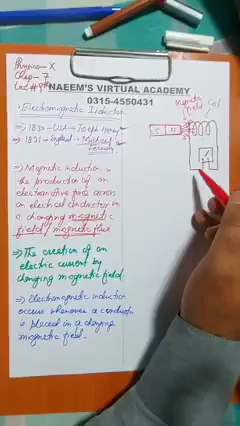 Physics-X
Chap-7
Lec#
NAEEM'S VIRTUAL ACADEMY
0315-4550431
Electromagnetic Induction
⇒ 1830-USA → Joseph Henry
⇒ 1831-England → Michael
Faraday
Magnetic
field
Coil
S N
⇒ Magnetic induction is
the production of an
electromotive force across
an electrical conductor in
a changing magnetic
field/magnetic flux
⇒ The creation of an
electric current by
changing magnetic field.
⇒ Electromagnetic induction
occurs whenever a conductor
is placed in a changing
magnetic field.